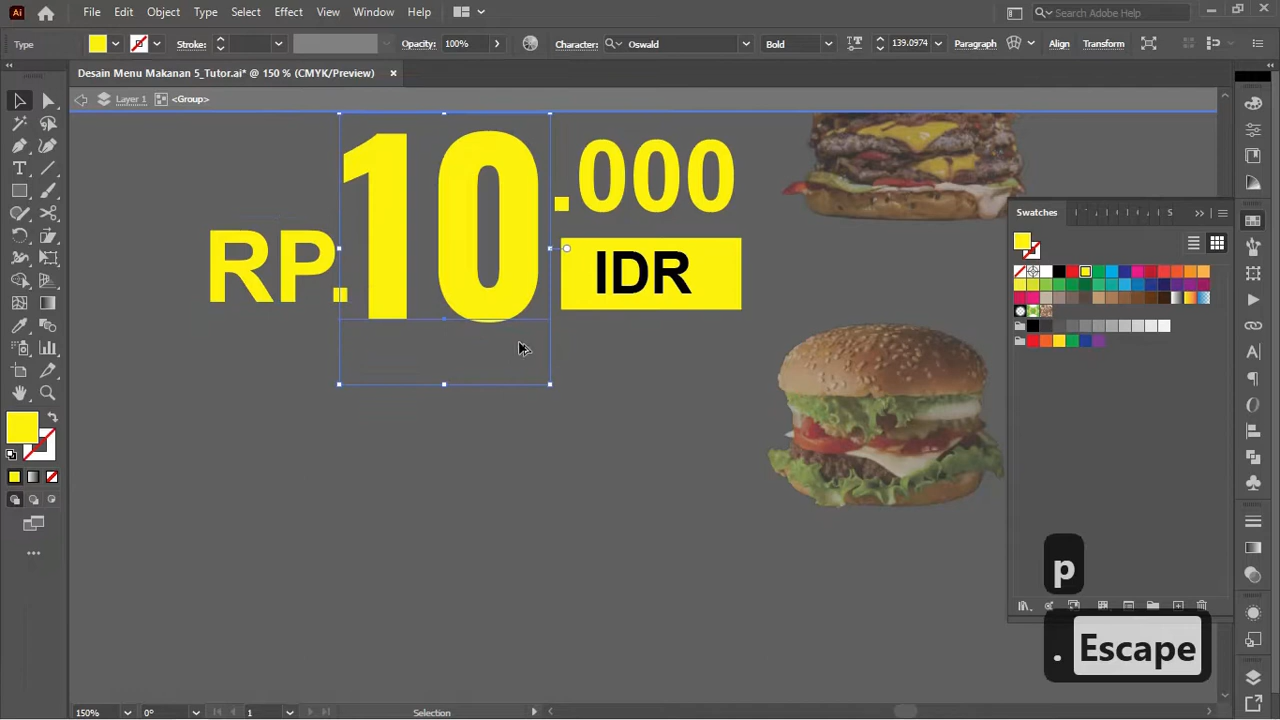 Ai File Edit Object Type Select Effect View Window Help Search Adobe Help
Type Stroke: Opacity: 100% Character: Oswald Bold 139.0974 Paragraph Align Transform
Desain Menu Makanan 5_Tutor.ai* @ 150 % (CMYK/Preview) ×
Layer 1 <Group>
RP.
10
.000
IDR
Swatches S
p
. Escape
150% 0° 1 Selection